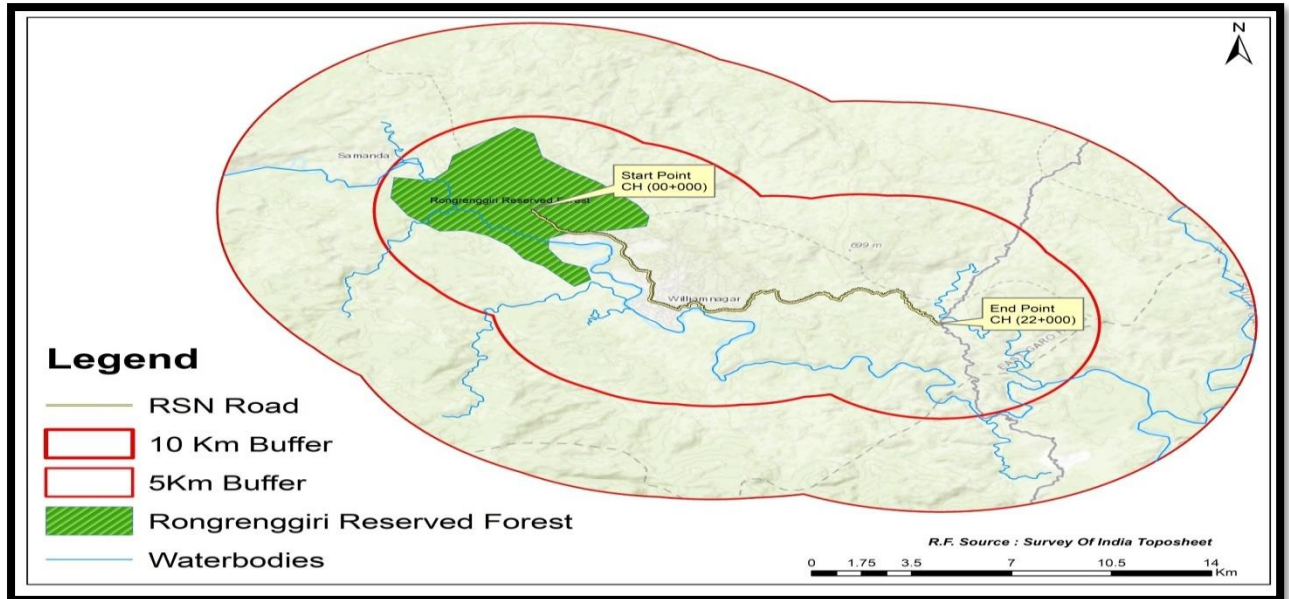 N
Samanda
Start Point
CH (00+000)
Rongrenggiri Reserved Forest
699 m
Williamnagar
End Point
CH (22+000)
Legend
RSN Road
10 Km Buffer
5Km Buffer
Rongrenggiri Reserved Forest
Waterbodies
R.F. Source : Survey Of India Toposheet
0 1.75 3.5 7 10.5 14
Km